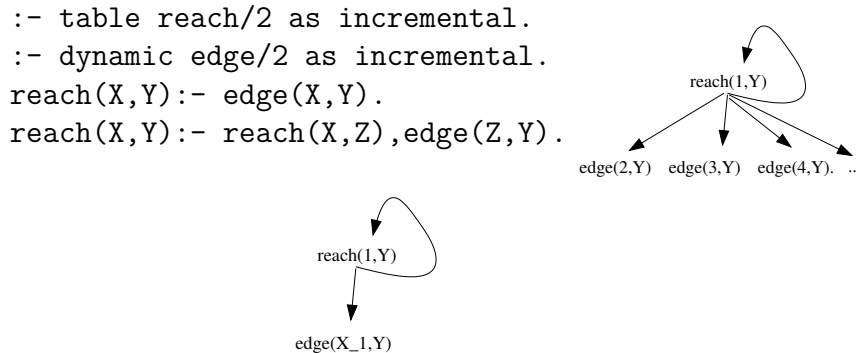 :- table reach/2 as incremental.
:- dynamic edge/2 as incremental.
reach(X,Y):- edge(X,Y).
reach(X,Y):- reach(X,Z),edge(Z,Y).
reach(1,Y)
edge(2,Y) edge(3,Y) edge(4,Y). ..
reach(1,Y)
edge(X_1,Y)